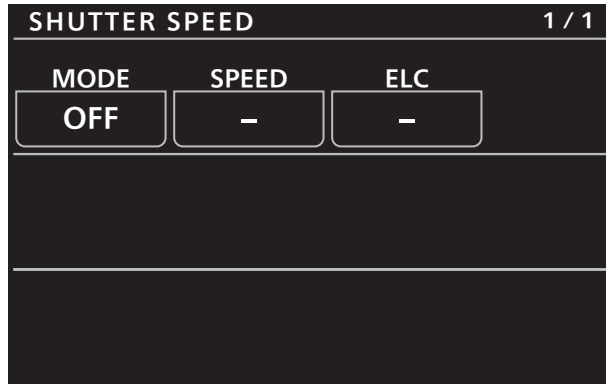 SHUTTER SPEED 1/1
MODE SPEED ELC
OFF – –